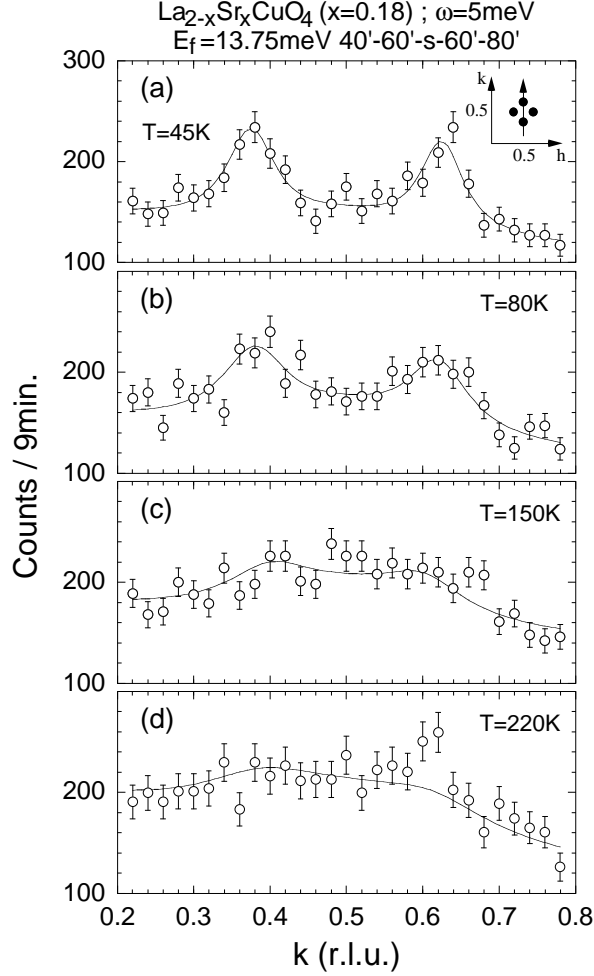 La2-xSrxCuO4 (x=0.18) ; ω=5meV
Ef=13.75meV 40'-60'-s-60'-80'
300
(a)
T=45K
k
0.5
0.5
h
200
100
(b)
T=80K
200
100
Counts / 9min.
(c)
T=150K
200
100
(d)
T=220K
200
100
0.2 0.3 0.4 0.5 0.6 0.7 0.8
k (r.l.u.)